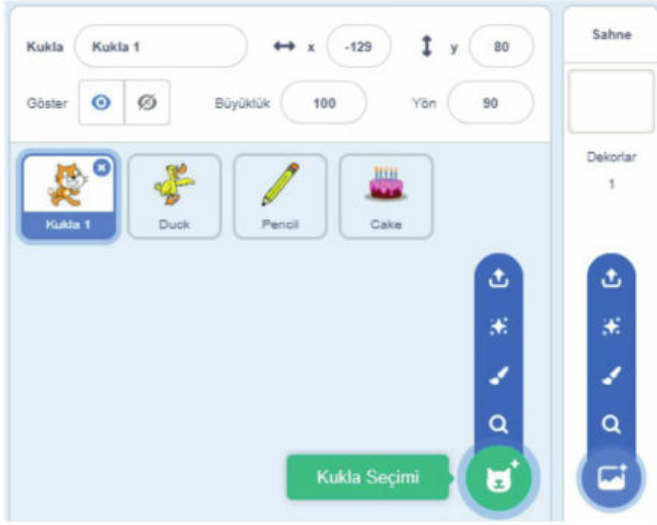 Kukla Kukla 1 x -129 y 80
Göster Büyüklük 100 Yön 90
Kukla 1 Duck Pencil Cake
Kukla Seçimi
Sahne
Dekorlar
1